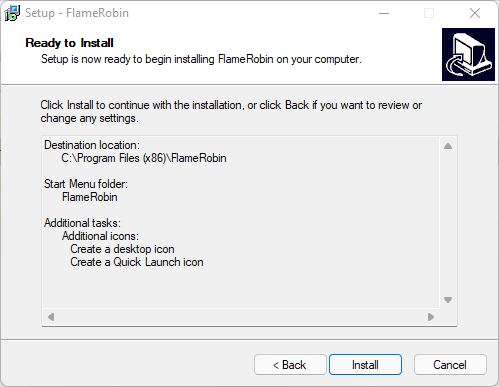 Setup - FlameRobin
Ready to Install
Setup is now ready to begin installing FlameRobin on your computer.
Click Install to continue with the installation, or click Back if you want to review or
change any settings.
Destination location:
C:\Program Files (x86)\FlameRobin
Start Menu folder:
FlameRobin
Additional tasks:
Additional icons:
Create a desktop icon
Create a Quick Launch icon
< Back
Install
Cancel